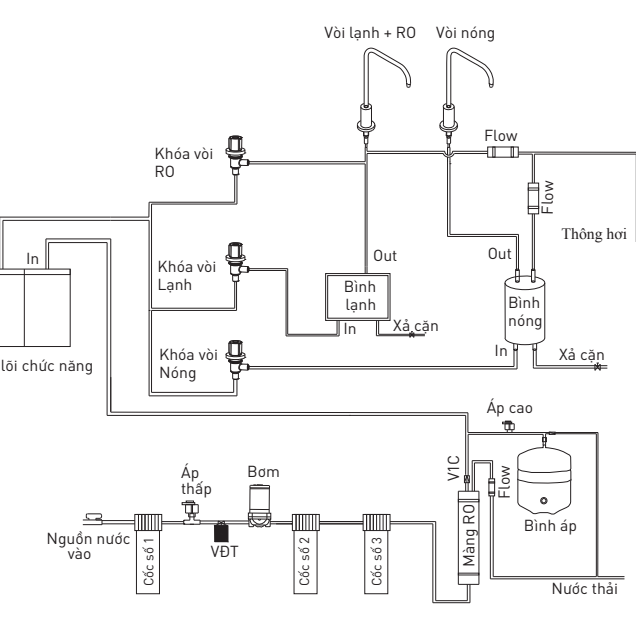 Vòi lạnh + RO
Vòi nóng
Flow
Khóa vòi
RO
Flow
Thông hơi
In
Khóa vòi
Lạnh
Out
Out
Bình
lạnh
Bình
nóng
In
Xả cặn
Khóa vòi
Nóng
In
Xả cặn
lõi chức năng
Áp cao
Áp
thấp
Bơm
V1C
Flow
Bình áp
Nguồn nước
vào
VĐT
Cốc số 1
Cốc số 2
Cốc số 3
Màng RO
Nước thải